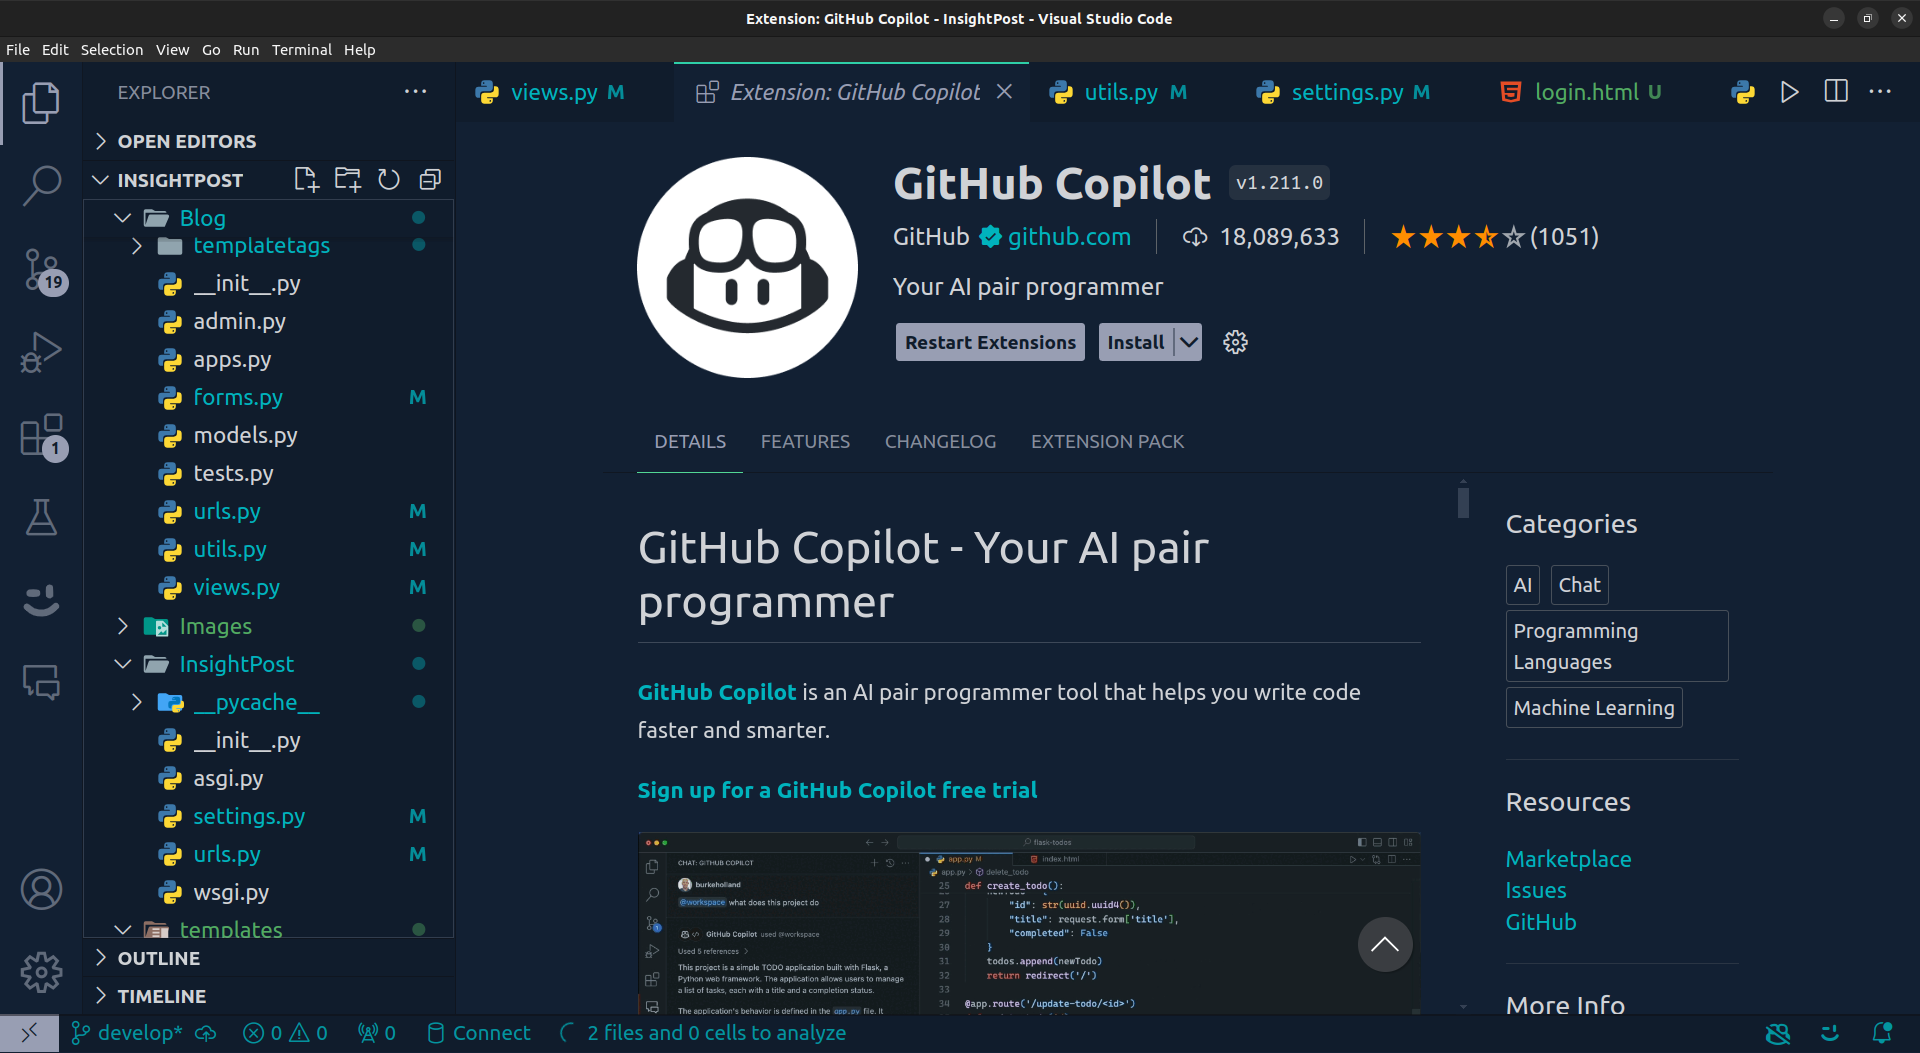 Extension: GitHub Copilot - InsightPost - Visual Studio Code
File Edit Selection View Go Run Terminal Help
EXPLORER
OPEN EDITORS
INSIGHTPOST
Blog
templatetags
__init__.py
admin.py
apps.py
forms.py M
models.py
tests.py
urls.py M
utils.py M
views.py M
Images
InsightPost
__pycache__
__init__.py
asgi.py
settings.py M
urls.py M
wsgi.py
templates
OUTLINE
TIMELINE
19
1
views.py M
Extension: GitHub Copilot
utils.py M
settings.py M
login.html U
GitHub Copilot v1.211.0
GitHub github.com 18,089,633 (1051)
Your AI pair programmer
Restart Extensions Install
DETAILS FEATURES CHANGELOG EXTENSION PACK
GitHub Copilot - Your AI pair
programmer
GitHub Copilot is an AI pair programmer tool that helps you write code
faster and smarter.
Sign up for a GitHub Copilot free trial
flask-todos
CHAT: GITHUB COPILOT
burkeholland
@workspace what does this project do
GitHub Copilot used @workspace
Used 5 references
This project is a simple TODO application built with Flask, a
Python web framework. The application allows users to manage
a list of tasks, each with a title and a completion status.
The application's behavior is defined in the app.py file. It
app.py M
index.html
app.py > delete_todo
25 def create_todo():
27 "id": str(uuid.uuid4()),
28 "title": request.form['title'],
29 "completed": False
30 }
31 todos.append(newTodo)
32 return redirect('/')
33
34 @app.route('/update-todo/<id>')
Categories
AI
Chat
Programming
Languages
Machine Learning
Resources
Marketplace
Issues
GitHub
More Info
develop* 0 0 0 Connect 2 files and 0 cells to analyze